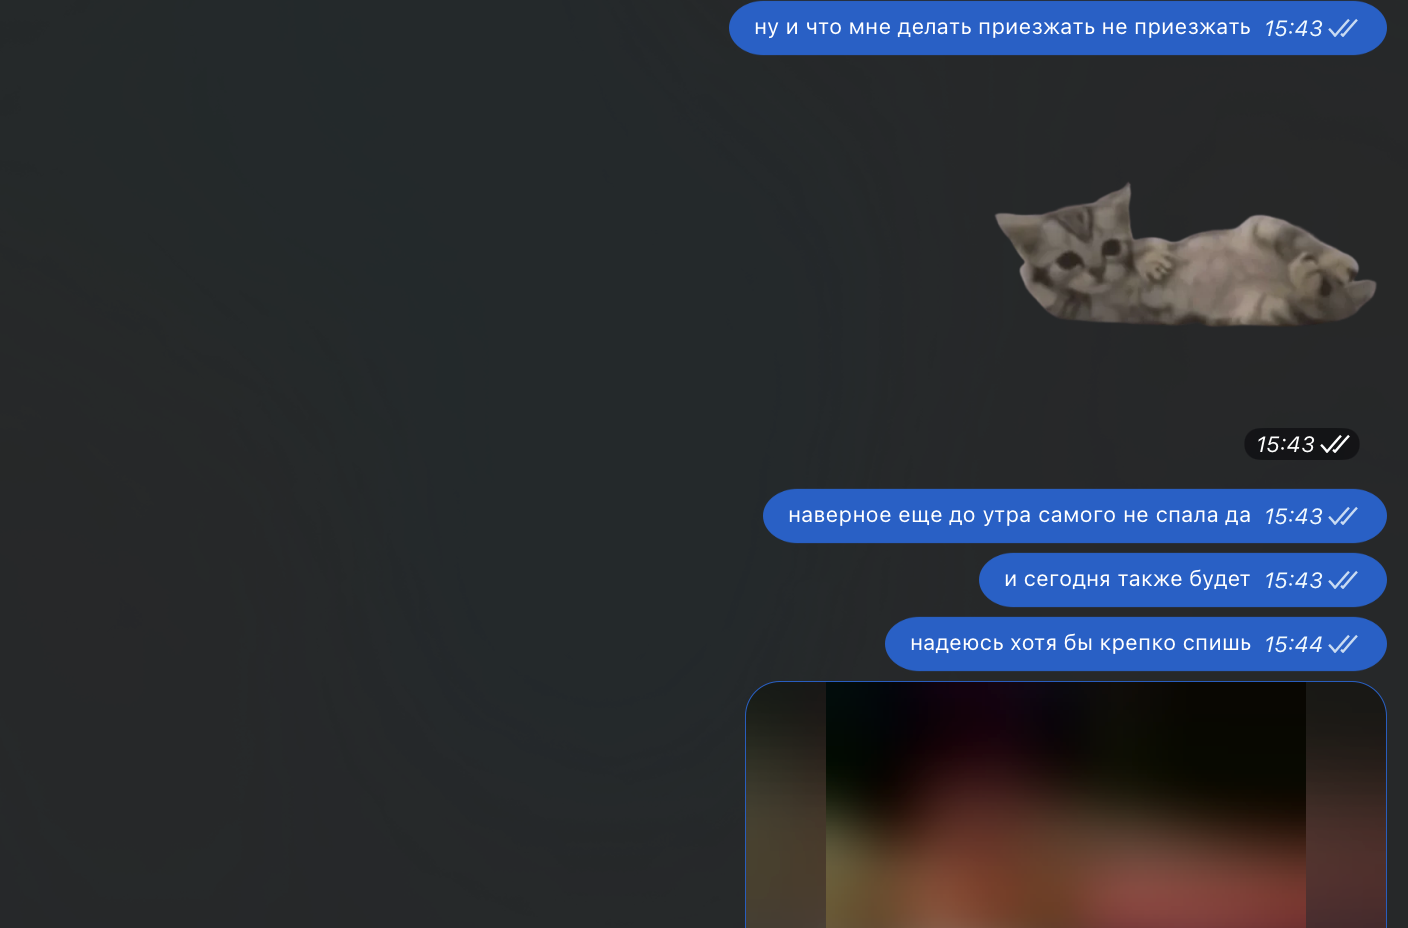 ну и что мне делать приезжать не приезжать 15:43
15:43
наверное еще до утра самого не спала да 15:43
и сегодня также будет 15:43
надеюсь хотя бы крепко спишь 15:44